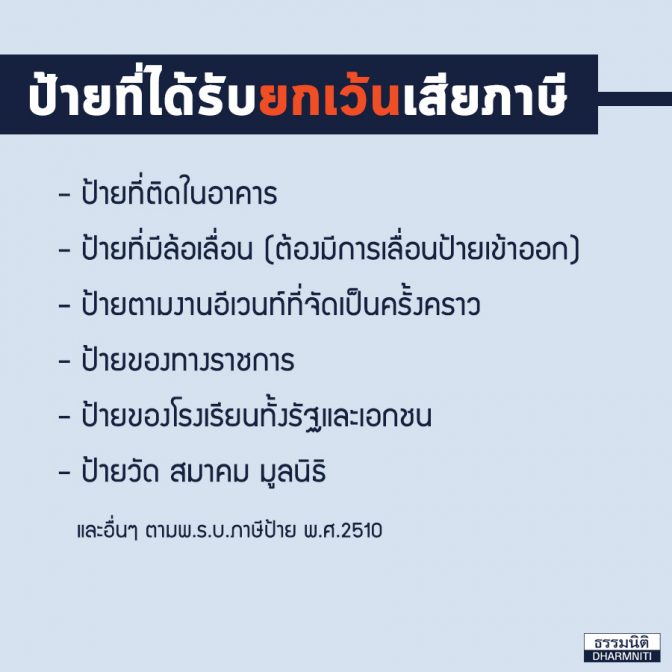 ป้ายที่ได้รับยกเว้นเสียภาษี
- ป้ายที่ติดในอาคาร
- ป้ายที่มีล้อเลื่อน (ต้องมีการเลื่อนป้ายเข้าออก)
- ป้ายตามงานอีเวนท์ที่จัดเป็นครั้งคราว
- ป้ายของทางราชการ
- ป้ายของโรงเรียนทั้งรัฐและเอกชน
- ป้ายวัด สมาคม มูลนิธิ
และอื่นๆ ตามพ.ร.บ.ภาษีป้าย พ.ศ.2510
ธรรมนิติ
DHARMNITI